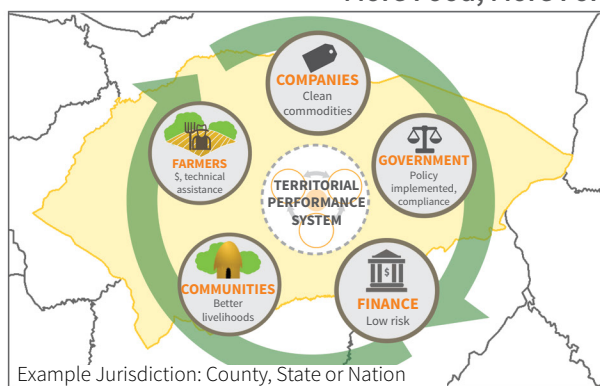 COMPANIES
Clean
commodities
FARMERS
$, technical
assistance
GOVERNMENT
Policy
implemented,
compliance
TERRITORIAL
PERFORMANCE
SYSTEM
COMMUNITIES
Better
livelihoods
$
FINANCE
Low risk
Example Jurisdiction: County, State or Nation